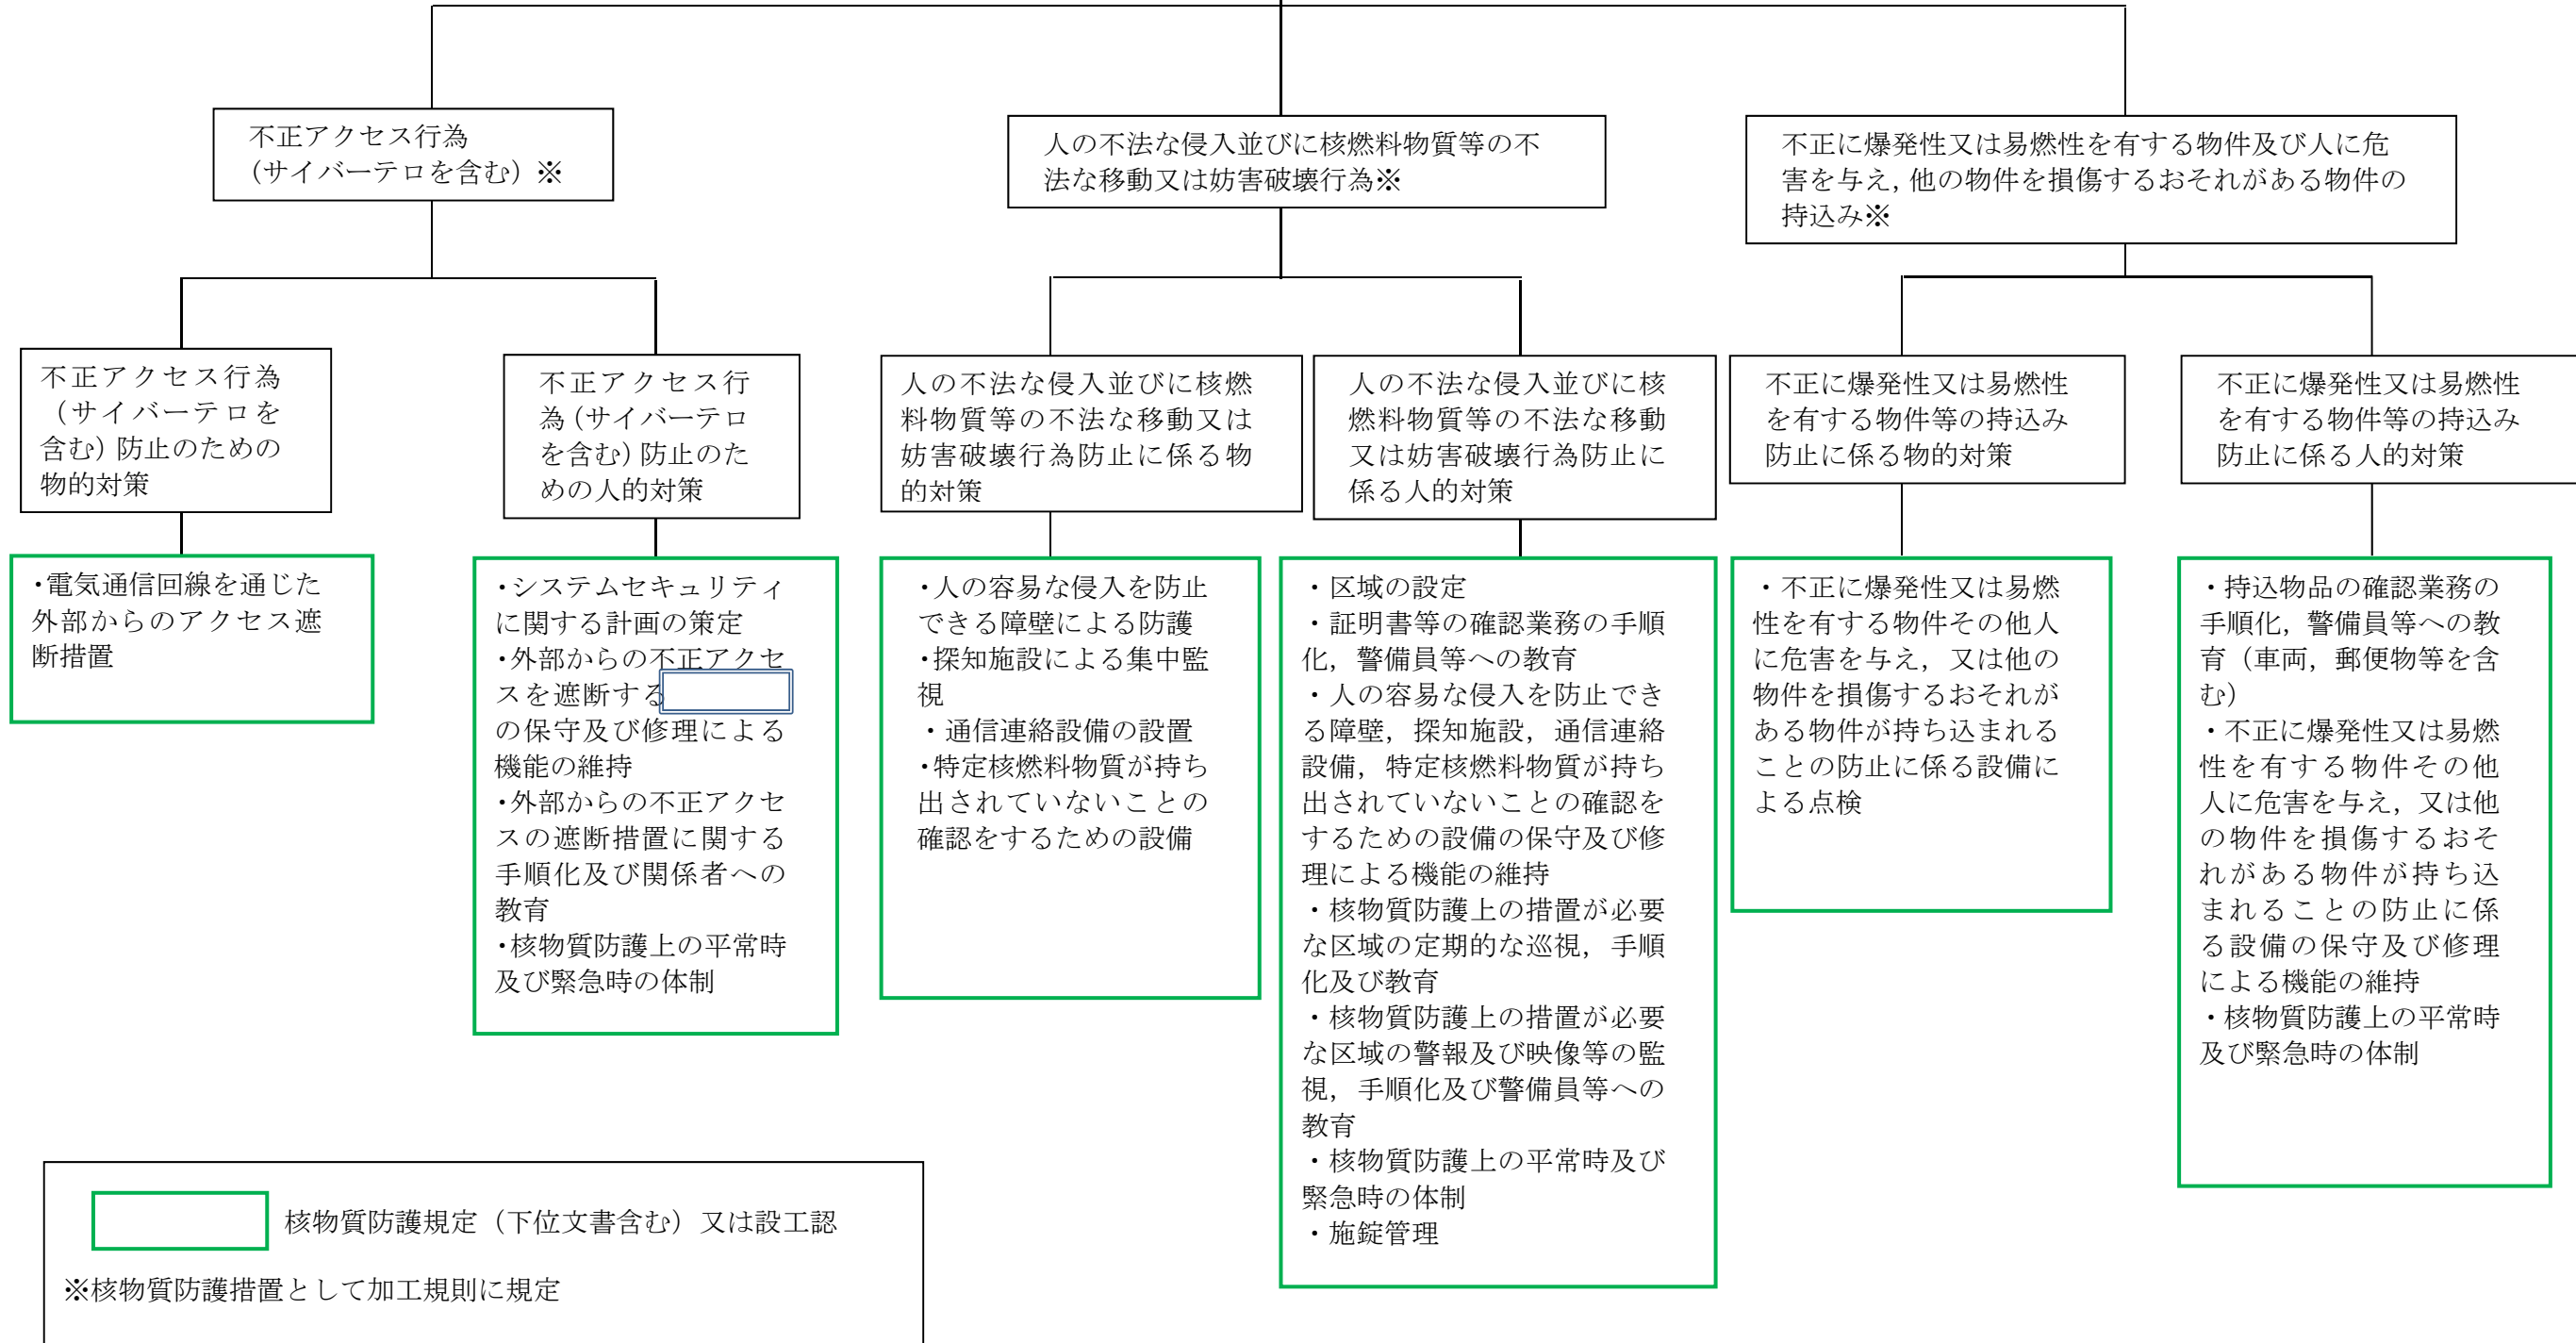 不正アクセス行為
(サイバーテロを含む)※
人の不法な侵入並びに核燃料物質等の不
法な移動又は妨害破壊行為※
不正に爆発性又は易燃性を有する物件及び人に危
害を与え,他の物件を損傷するおそれがある物件の
持込み※
不正アクセス行為
(サイバーテロを
含む)防止のための
物的対策
不正アクセス行
為(サイバーテロ
を含む)防止のた
めの人的対策
人の不法な侵入並びに核燃
料物質等の不法な移動又は
妨害破壊行為防止に係る物
的対策
人の不法な侵入並びに核
燃料物質等の不法な移動
又は妨害破壊行為防止に
係る人的対策
不正に爆発性又は易燃性
を有する物件等の持込み
防止に係る物的対策
不正に爆発性又は易燃性
を有する物件等の持込み
防止に係る人的対策
・電気通信回線を通じた
外部からのアクセス遮
断措置
・システムセキュリティ
に関する計画の策定
・外部からの不正アクセ
スを遮断する
の保守及び修理による
機能の維持
・外部からの不正アクセ
スの遮断措置に関する
手順化及び関係者への
教育
・核物質防護上の平常時
及び緊急時の体制
・人の容易な侵入を防止
できる障壁による防護
・探知施設による集中監
視
・通信連絡設備の設置
・特定核燃料物質が持ち
出されていないことの
確認をするための設備
・区域の設定
・証明書等の確認業務の手順
化,警備員等への教育
・人の容易な侵入を防止でき
る障壁,探知施設,通信連絡
設備,特定核燃料物質が持ち
出されていないことの確認を
するための設備の保守及び修
理による機能の維持
・核物質防護上の措置が必要
な区域の定期的な巡視,手順
化及び教育
・核物質防護上の措置が必要
な区域の警報及び映像等の監
視,手順化及び警備員等への
教育
・核物質防護上の平常時及び
緊急時の体制
・施錠管理
・不正に爆発性又は易燃
性を有する物件その他人
に危害を与え,又は他の
物件を損傷するおそれが
ある物件が持ち込まれる
ことの防止に係る設備に
よる点検
・持込物品の確認業務の
手順化,警備員等への教
育(車両,郵便物等を含
む)
・不正に爆発性又は易燃
性を有する物件その他
人に危害を与え,又は他
の物件を損傷するおそ
れがある物件が持ち込
まれることの防止に係
る設備の保守及び修理
による機能の維持
・核物質防護上の平常時
及び緊急時の体制
核物質防護規定(下位文書含む)又は設工認
※核物質防護措置として加工規則に規定